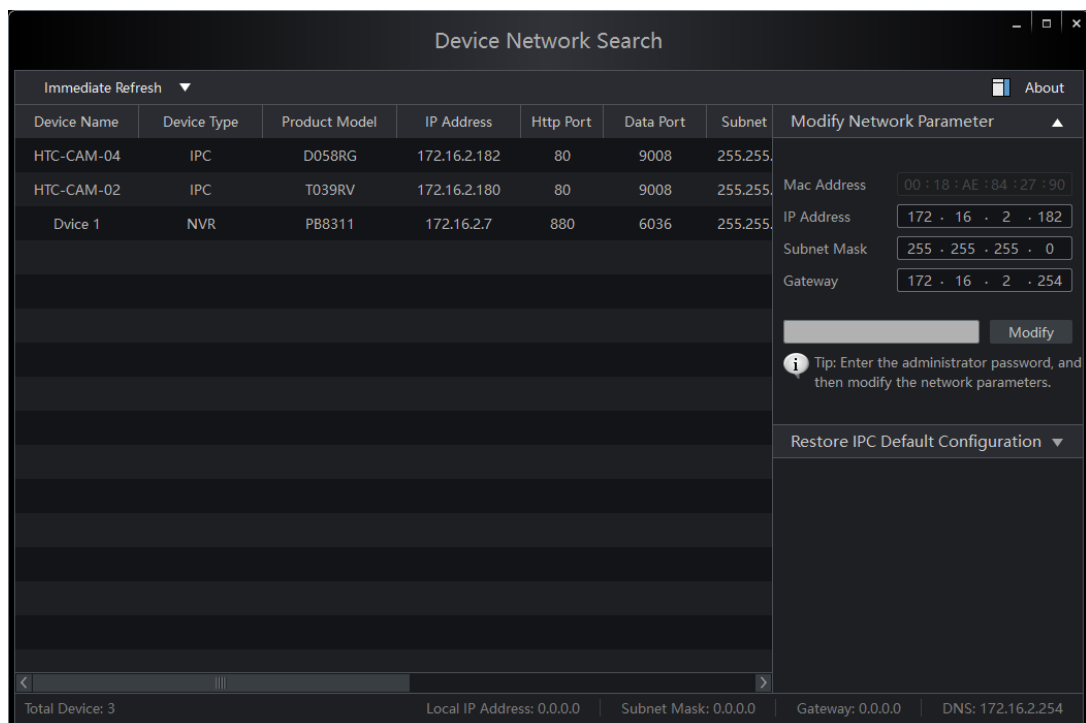 Device Network Search
Immediate Refresh
About
Device Name Device Type Product Model IP Address Http Port Data Port Subnet
HTC-CAM-04 IPC D058RG 172.16.2.182 80 9008 255.255.
HTC-CAM-02 IPC T039RV 172.16.2.180 80 9008 255.255.
Dvice 1 NVR PB8311 172.16.2.7 880 6036 255.255.
Modify Network Parameter
Mac Address 00 : 18 : AE : 84 : 27 : 90
IP Address 172 . 16 . 2 . 182
Subnet Mask 255 . 255 . 255 . 0
Gateway 172 . 16 . 2 . 254
Modify
Tip: Enter the administrator password, and
then modify the network parameters.
Restore IPC Default Configuration
Total Device: 3 Local IP Address: 0.0.0.0 Subnet Mask: 0.0.0.0 Gateway: 0.0.0.0 DNS: 172.16.2.254